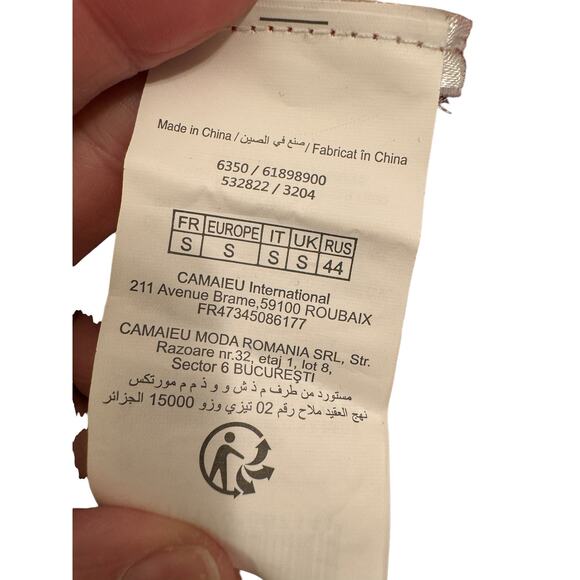 Made in China / صنع في الصين / Fabricat în China
6350 / 61898900
532822 / 3204
FR EUROPE IT UK RUS
S S S S 44
CAMAIEU International
211 Avenue Brame,59100 ROUBAIX
FR47345086177
CAMAIEU MODA ROMANIA SRL, Str.
Razoare nr.32, etaj 1, lot 8,
Sector 6 BUCUREŞTI
مستورد من طرف م ذ ش و و ذ م م مورتكس
نهج العقيد ملاح رقم 02 تيزي وزو 15000 الجزائر